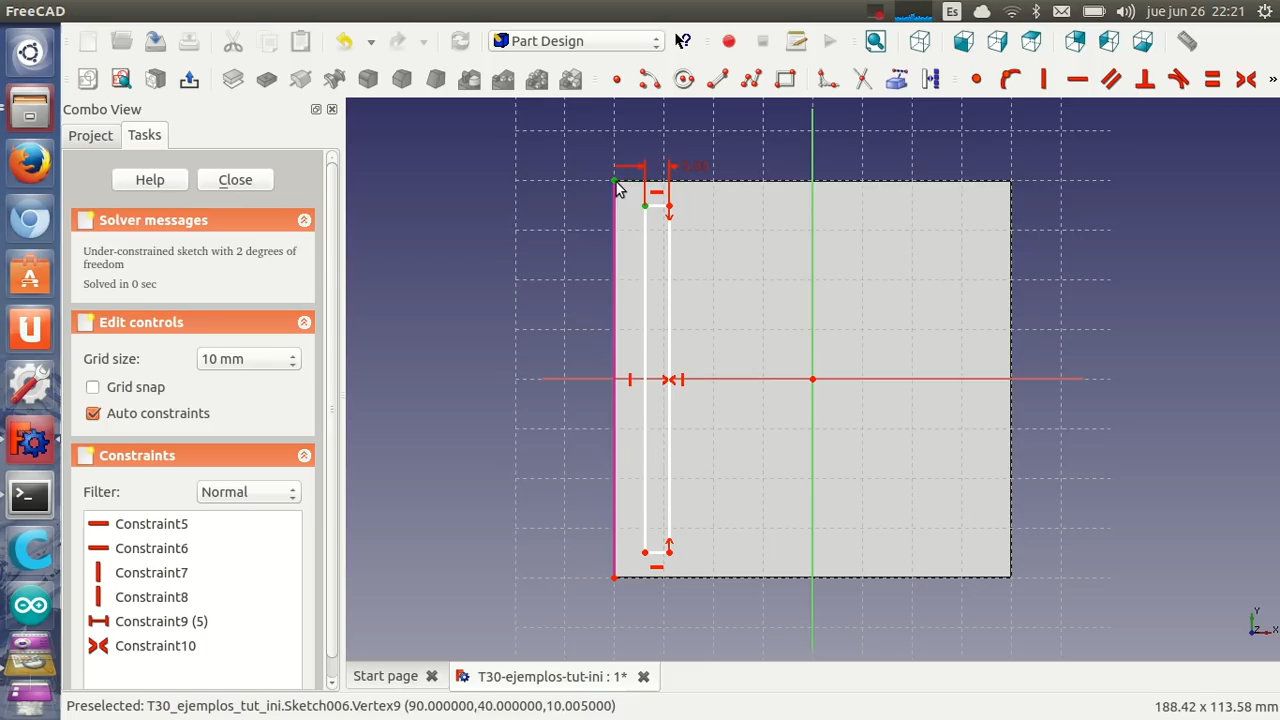 FreeCAD
Es
jue jun 26 22:21
Part Design
Combo View
Project
Tasks
Help
Close
Solver messages
Under-constrained sketch with 2 degrees of
freedom
Solved in 0 sec
Edit controls
Grid size:
10 mm
Grid snap
Auto constraints
Constraints
Filter:
Normal
Constraint5
Constraint6
Constraint7
Constraint8
Constraint9 (5)
Constraint10
Y
Z
X
Start page
T30-ejemplos-tut-ini : 1*
Preselected: T30_ejemplos_tut_ini.Sketch006.Vertex9 (90.000000,40.000000,10.005000)
188.42 x 113.58 mm